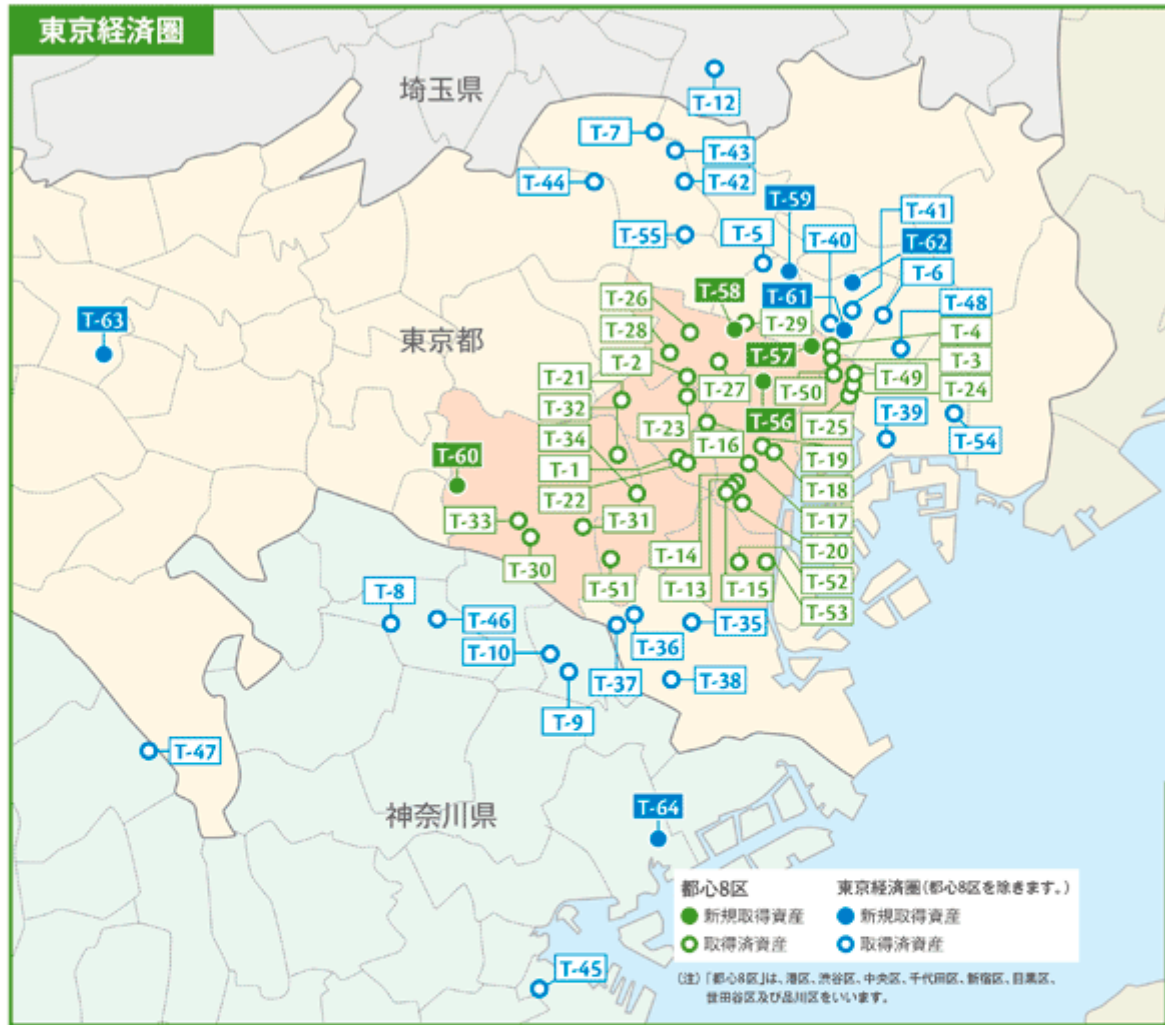 東京経済圏
埼玉県
T-12
T-7
T-43
T-44
T-42
T-59
T-41
T-55
T-5
T-40
T-62
T-6
T-26
T-58
T-61
T-48
T-63
東京都
T-28
T-29
T-4
T-2
T-57
T-3
T-21
T-27
T-50
T-49
T-32
T-24
T-56
T-23
T-25
T-39
T-34
T-16
T-54
T-60
T-1
T-19
T-22
T-18
T-33
T-31
T-17
T-14
T-20
T-30
T-51
T-13
T-15
T-52
T-8
T-53
T-46
T-35
T-10
T-36
T-37
T-38
T-9
T-47
神奈川県
T-64
都心8区
東京経済圏(都心8区を除きます。)
新規取得資産
新規取得資産
取得済資産
取得済資産
T-45
(注)「都心8区」は、港区、渋谷区、中央区、千代田区、新宿区、目黒区、
世田谷区及び品川区をいいます。